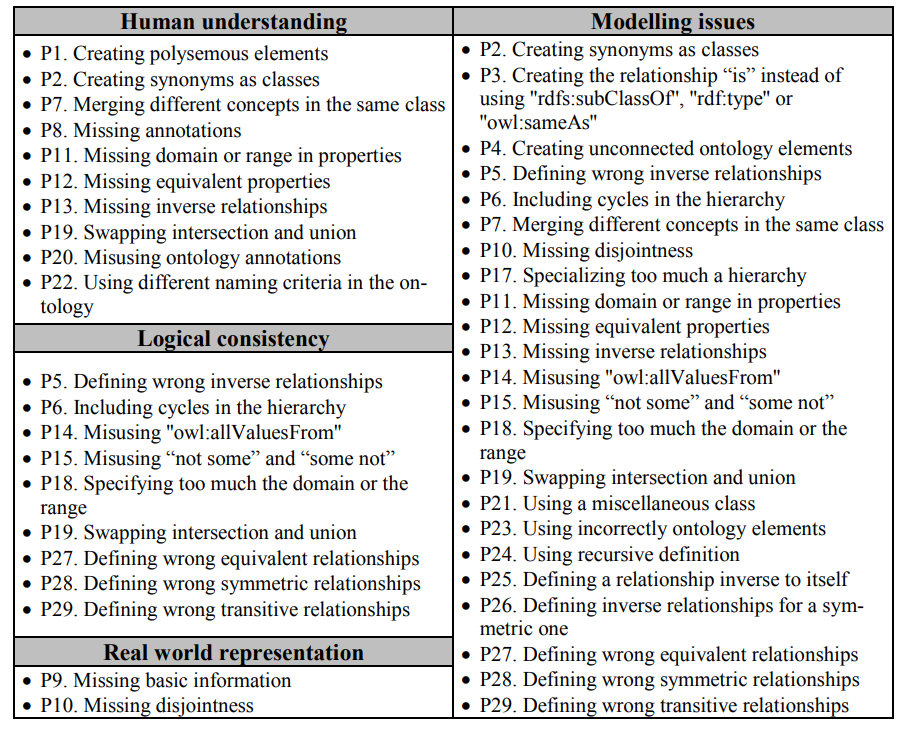 Human understanding
• P1. Creating polysemous elements
• P2. Creating synonyms as classes
• P7. Merging different concepts in the same class
• P8. Missing annotations
• P11. Missing domain or range in properties
• P12. Missing equivalent properties
• P13. Missing inverse relationships
• P19. Swapping intersection and union
• P20. Misusing ontology annotations
• P22. Using different naming criteria in the on-
tology
Logical consistency
• P5. Defining wrong inverse relationships
• P6. Including cycles in the hierarchy
• P14. Misusing "owl:allValuesFrom"
• P15. Misusing “not some” and “some not”
• P18. Specifying too much the domain or the
range
• P19. Swapping intersection and union
• P27. Defining wrong equivalent relationships
• P28. Defining wrong symmetric relationships
• P29. Defining wrong transitive relationships
Real world representation
• P9. Missing basic information
• P10. Missing disjointness
Modelling issues
• P2. Creating synonyms as classes
• P3. Creating the relationship “is” instead of
using "rdfs:subClassOf", "rdf:type" or
"owl:sameAs"
• P4. Creating unconnected ontology elements
• P5. Defining wrong inverse relationships
• P6. Including cycles in the hierarchy
• P7. Merging different concepts in the same class
• P10. Missing disjointness
• P17. Specializing too much a hierarchy
• P11. Missing domain or range in properties
• P12. Missing equivalent properties
• P13. Missing inverse relationships
• P14. Misusing "owl:allValuesFrom"
• P15. Misusing “not some” and “some not”
• P18. Specifying too much the domain or the
range
• P19. Swapping intersection and union
• P21. Using a miscellaneous class
• P23. Using incorrectly ontology elements
• P24. Using recursive definition
• P25. Defining a relationship inverse to itself
• P26. Defining inverse relationships for a sym-
metric one
• P27. Defining wrong equivalent relationships
• P28. Defining wrong symmetric relationships
• P29. Defining wrong transitive relationships